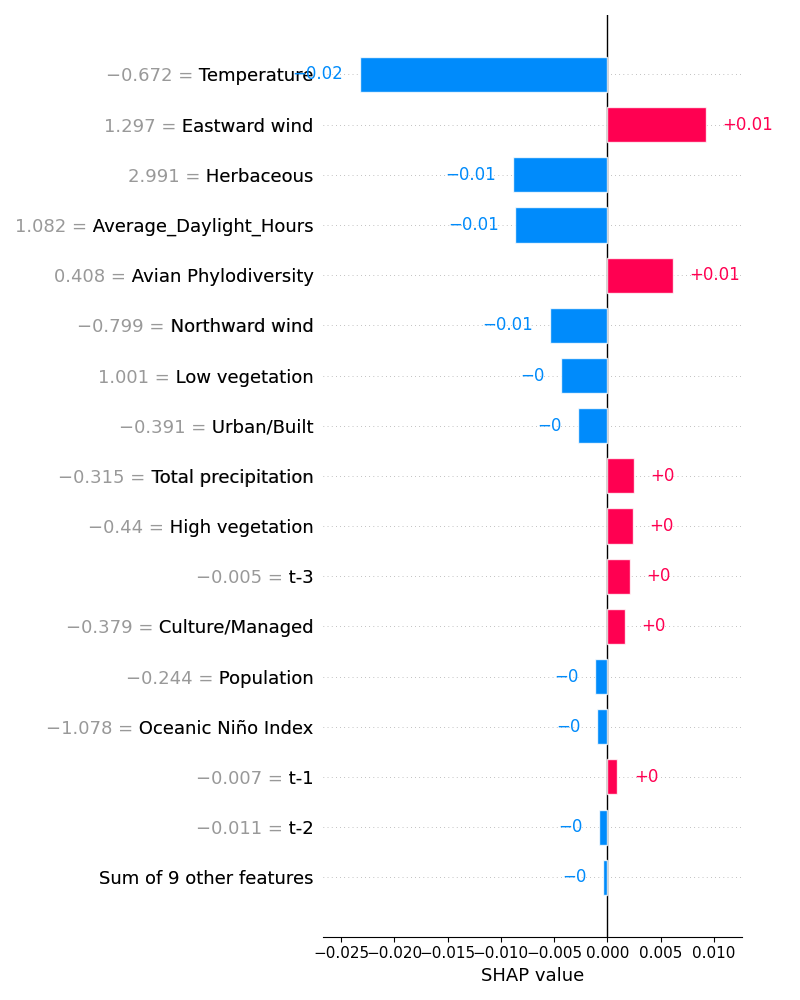 −0.672 = Temperature −0.02
1.297 = Eastward wind +0.01
2.991 = Herbaceous −0.01
1.082 = Average_Daylight_Hours −0.01
0.408 = Avian Phylodiversity +0.01
−0.799 = Northward wind −0.01
1.001 = Low vegetation −0
−0.391 = Urban/Built −0
−0.315 = Total precipitation +0
−0.44 = High vegetation +0
−0.005 = t-3 +0
−0.379 = Culture/Managed +0
−0.244 = Population −0
−1.078 = Oceanic Niño Index −0
−0.007 = t-1 +0
−0.011 = t-2 −0
Sum of 9 other features −0
−0.025 −0.020 −0.015 −0.010 −0.005 0.000 0.005 0.010
SHAP value